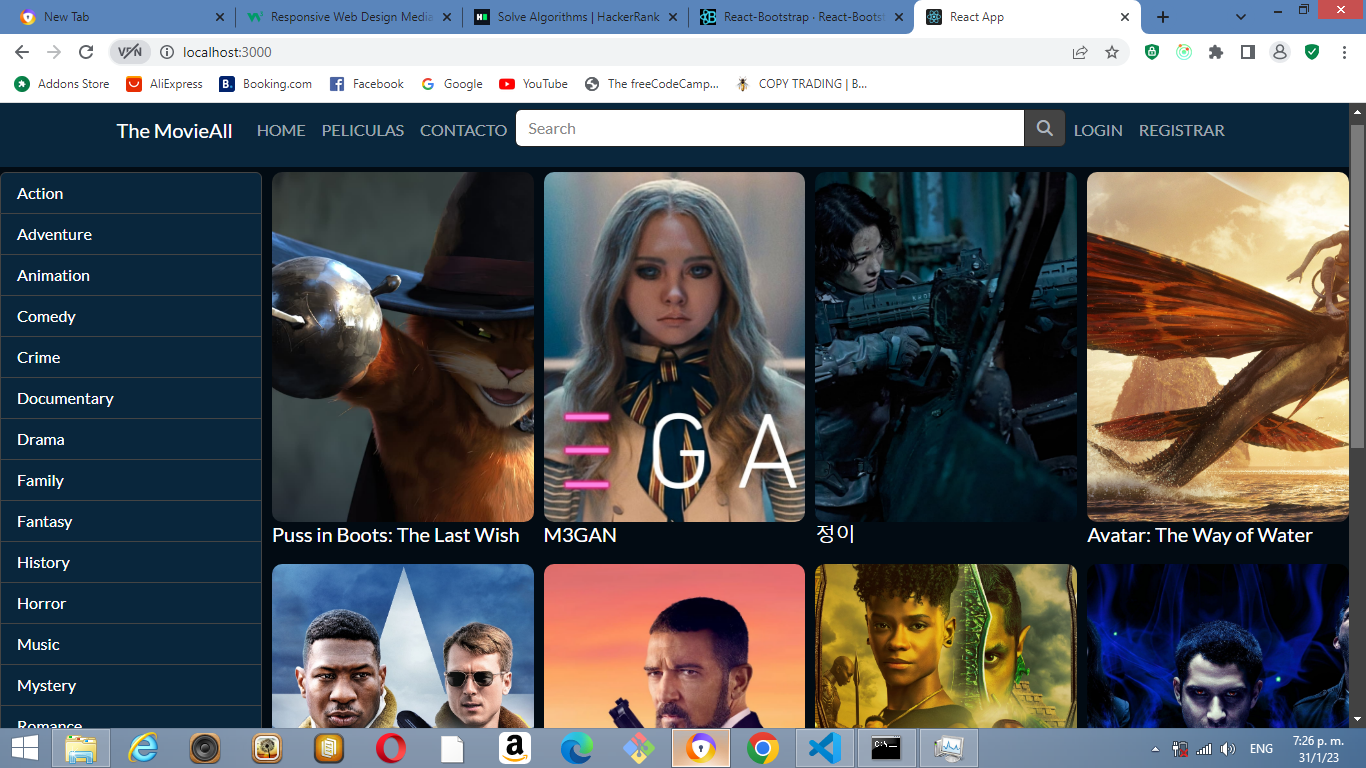 New Tab
Responsive Web Design Media
Solve Algorithms | HackerRank
React-Bootstrap · React-Bootst
React App
VPN
localhost:3000
Addons Store
AliExpress
Booking.com
Facebook
Google
YouTube
The freeCodeCamp...
COPY TRADING | B...
The MovieAll
HOME
PELICULAS
CONTACTO
Search
LOGIN
REGISTRAR
Action
Adventure
Animation
Comedy
Crime
Documentary
Drama
Family
Fantasy
History
Horror
Music
Mystery
Romance
G A
Puss in Boots: The Last Wish
M3GAN
정이
Avatar: The Way of Water
ENG
7:26 p. m.
31/1/23